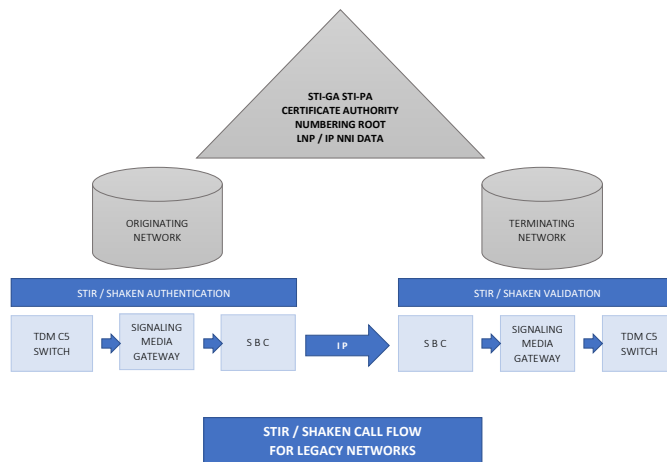 STI-GA STI-PA
CERTIFICATE AUTHORITY
NUMBERING ROOT
LNP / IP NNI DATA
ORIGINATING
NETWORK
TERMINATING
NETWORK
STIR / SHAKEN AUTHENTICATION
STIR / SHAKEN VALIDATION
TDM C5
SWITCH
SIGNALING
MEDIA
GATEWAY
S B C
I P
S B C
SIGNALING
MEDIA
GATEWAY
TDM C5
SWITCH
STIR / SHAKEN CALL FLOW
FOR LEGACY NETWORKS